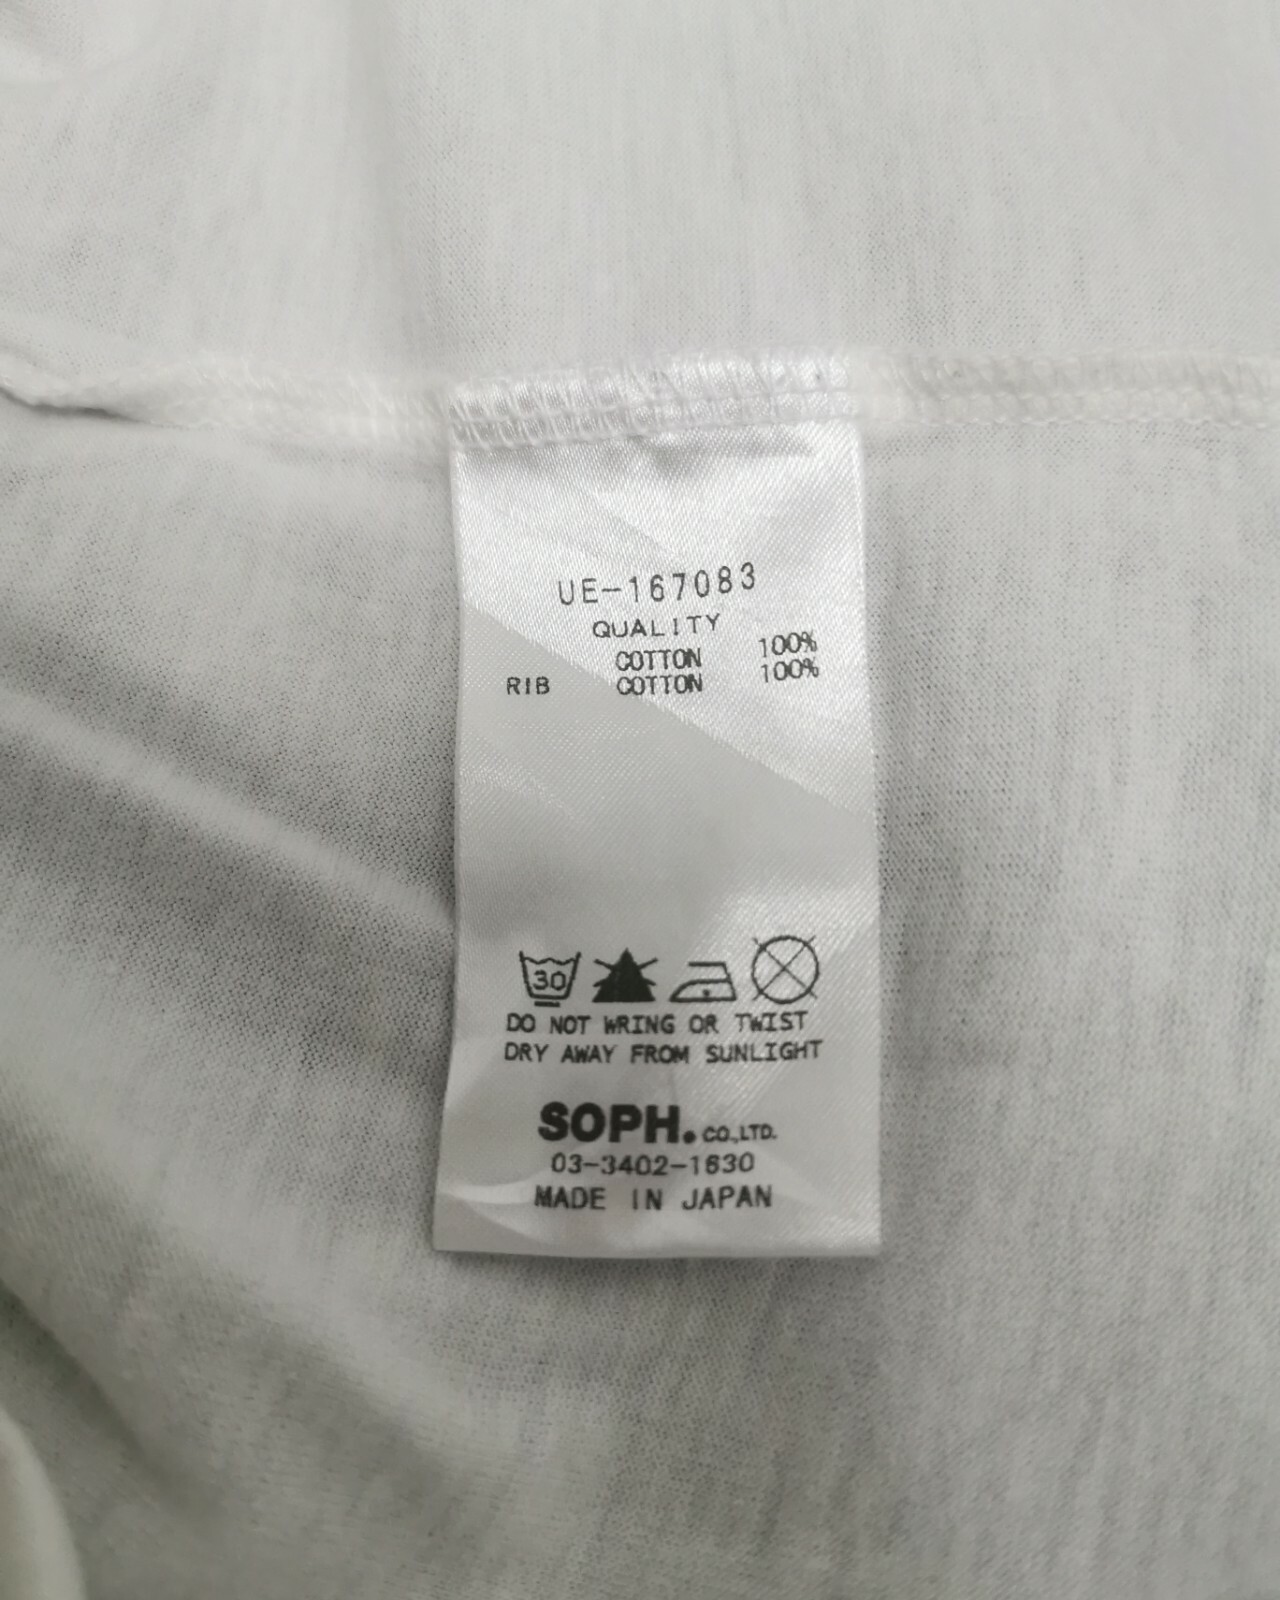 UE-167083
QUALITY
COTTON 100%
RIB COTTON 100%
30
DO NOT WRING OR TWIST
DRY AWAY FROM SUNLIGHT
SOPH. CO.,LTD.
03-3402-1630
MADE IN JAPAN